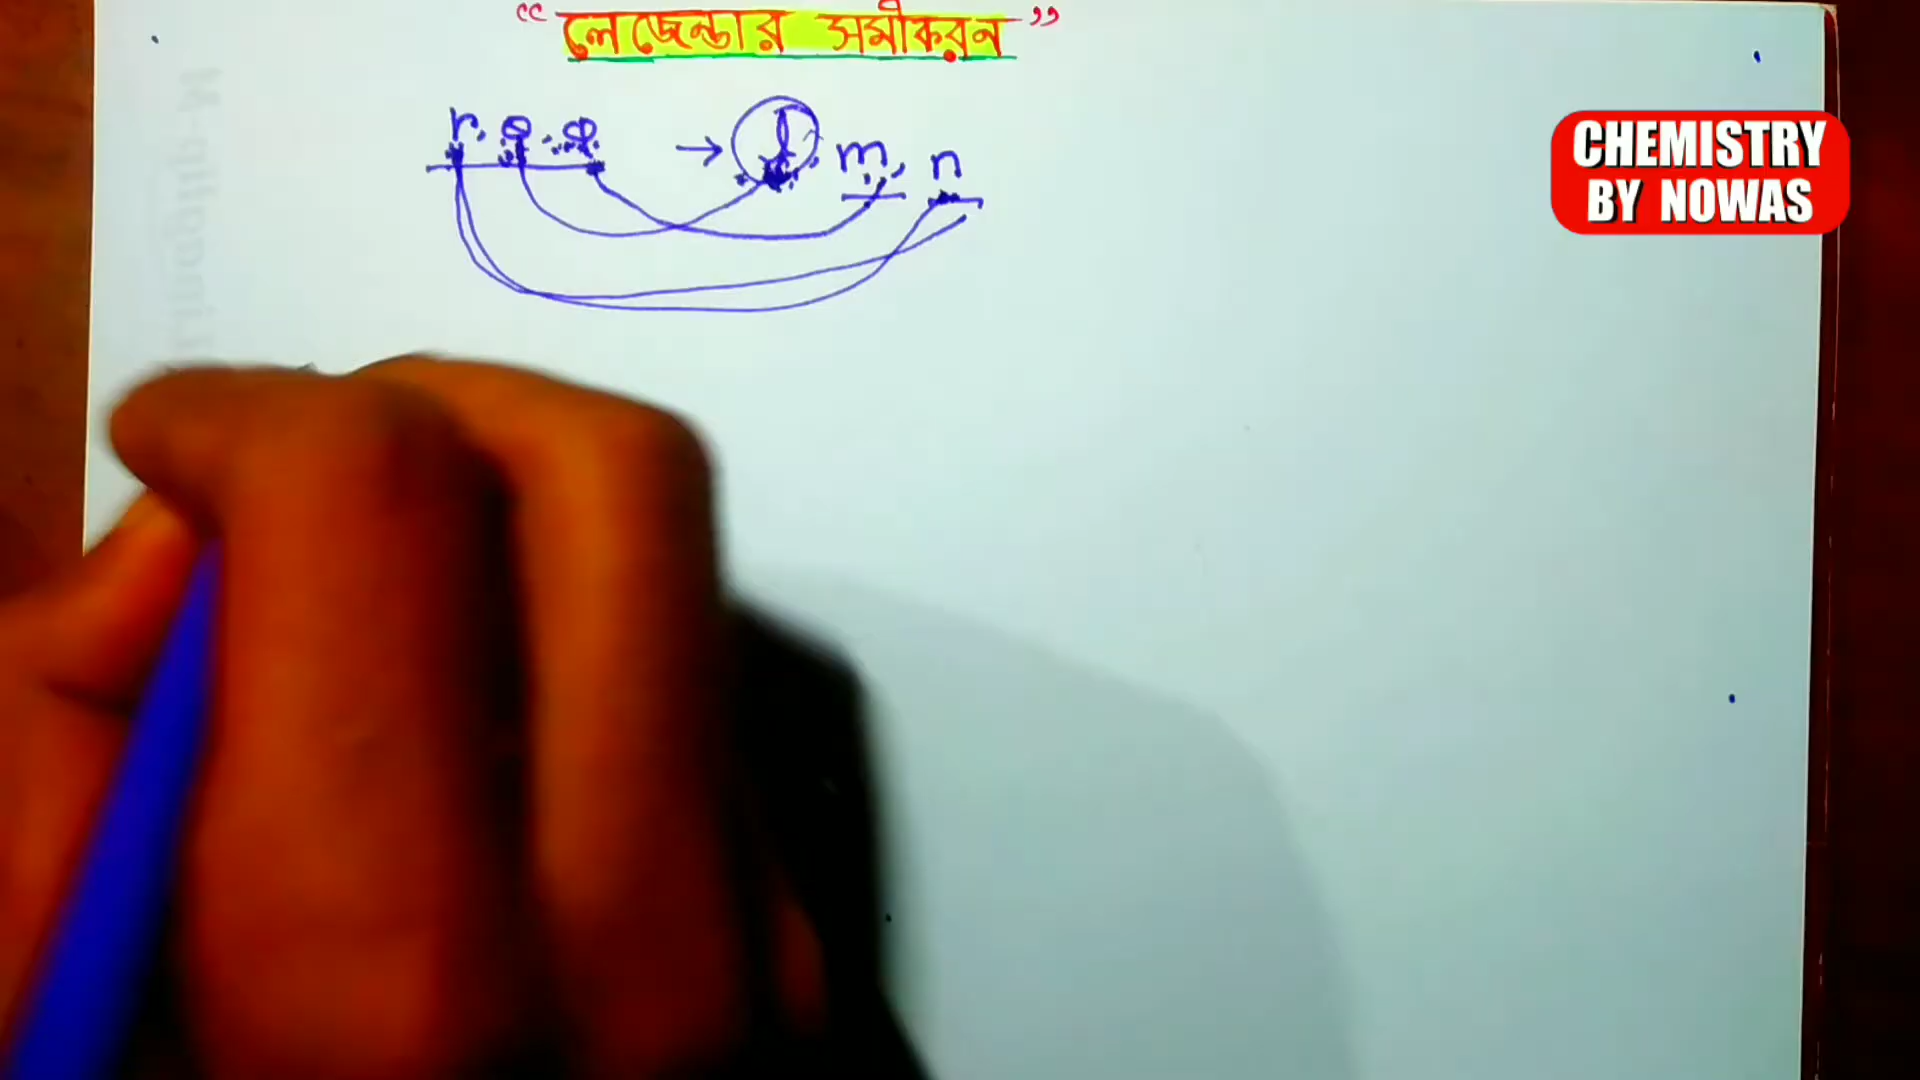 “ লেজেন্ডার সমীকরন ”
r, θ, φ → l, m, n
CHEMISTRY
BY NOWAS